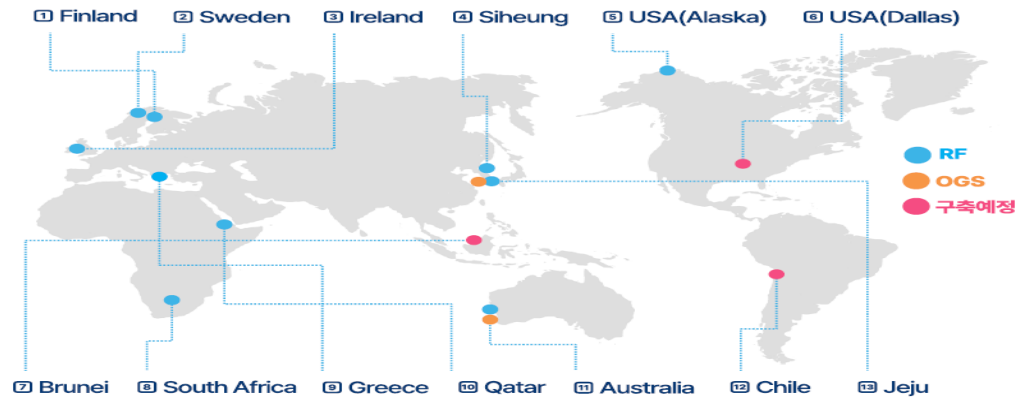 1 Finland
2 Sweden
3 Ireland
4 Siheung
5 USA(Alaska)
6 USA(Dallas)
RF
OGS
구축예정
7 Brunei
8 South Africa
9 Greece
10 Qatar
11 Australia
12 Chile
13 Jeju